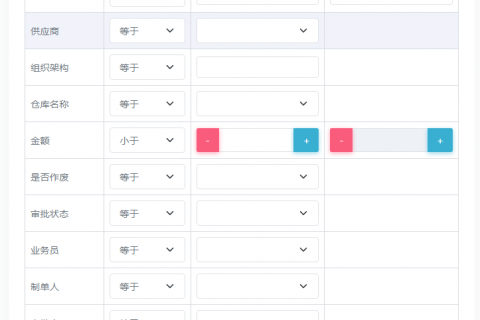 供应商 等于
组织架构 等于
仓库名称 等于
金额 小于 - + - +
是否作废 等于
审批状态 等于
业务员 等于
制单人 等于